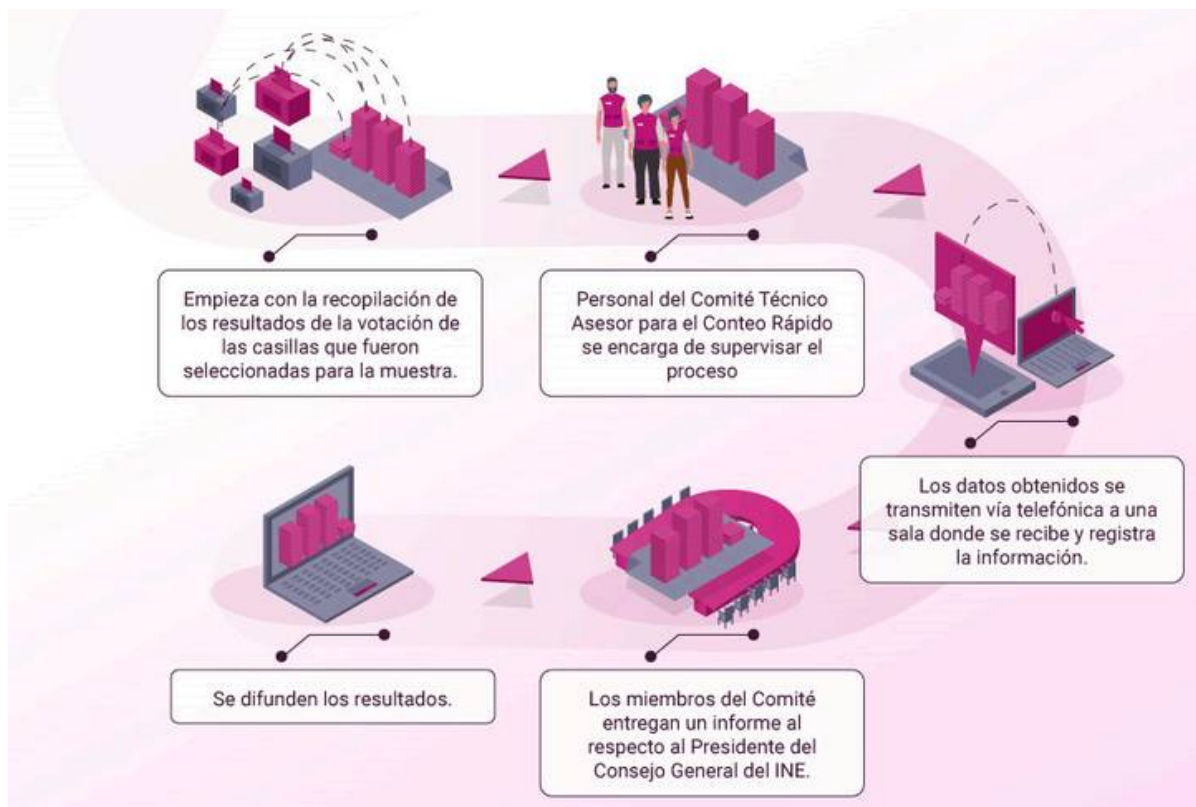 Empieza con la recopilación de
los resultados de la votación de
las casillas que fueron
seleccionadas para la muestra.
Personal del Comité Técnico
Asesor para el Conteo Rápido
se encarga de supervisar el
proceso
Los datos obtenidos se
transmiten vía telefónica a una
sala donde se recibe y registra
la información.
Los miembros del Comité
entregan un informe al
respecto al Presidente del
Consejo General del INE.
Se difunden los resultados.